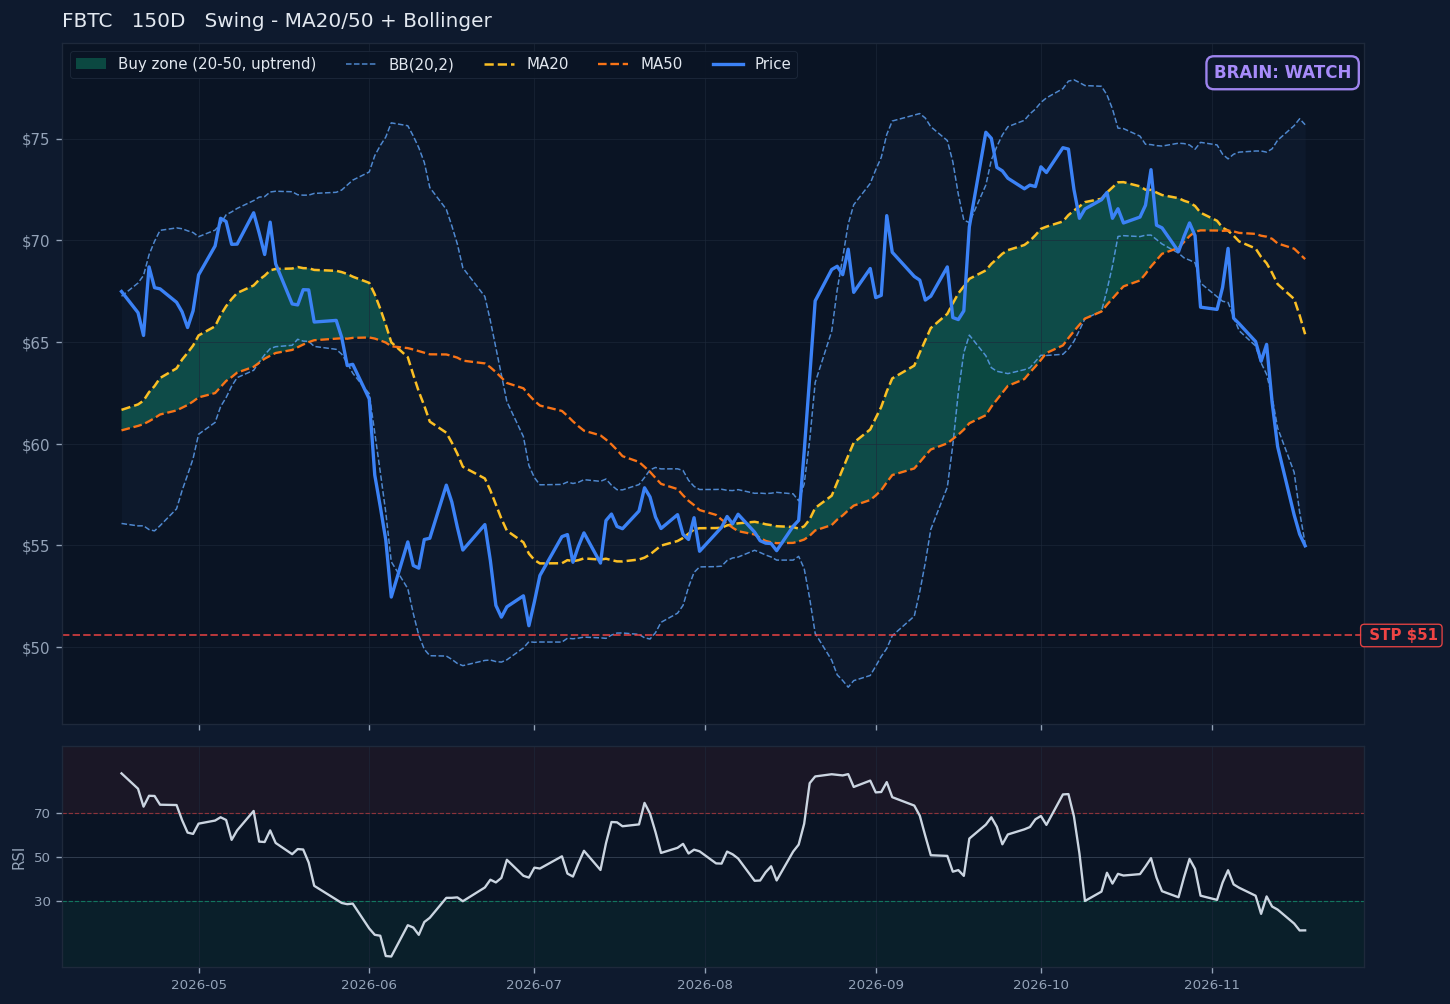 FBTC 150D Swing - MA20/50 + Bollinger
Buy zone (20-50, uptrend) BB(20,2) MA20 MA50 Price
BRAIN: WATCH
$75
$70
$65
$60
$55
$50
STP $51
70
50
30
RSI
2026-05 2026-06 2026-07 2026-08 2026-09 2026-10 2026-11